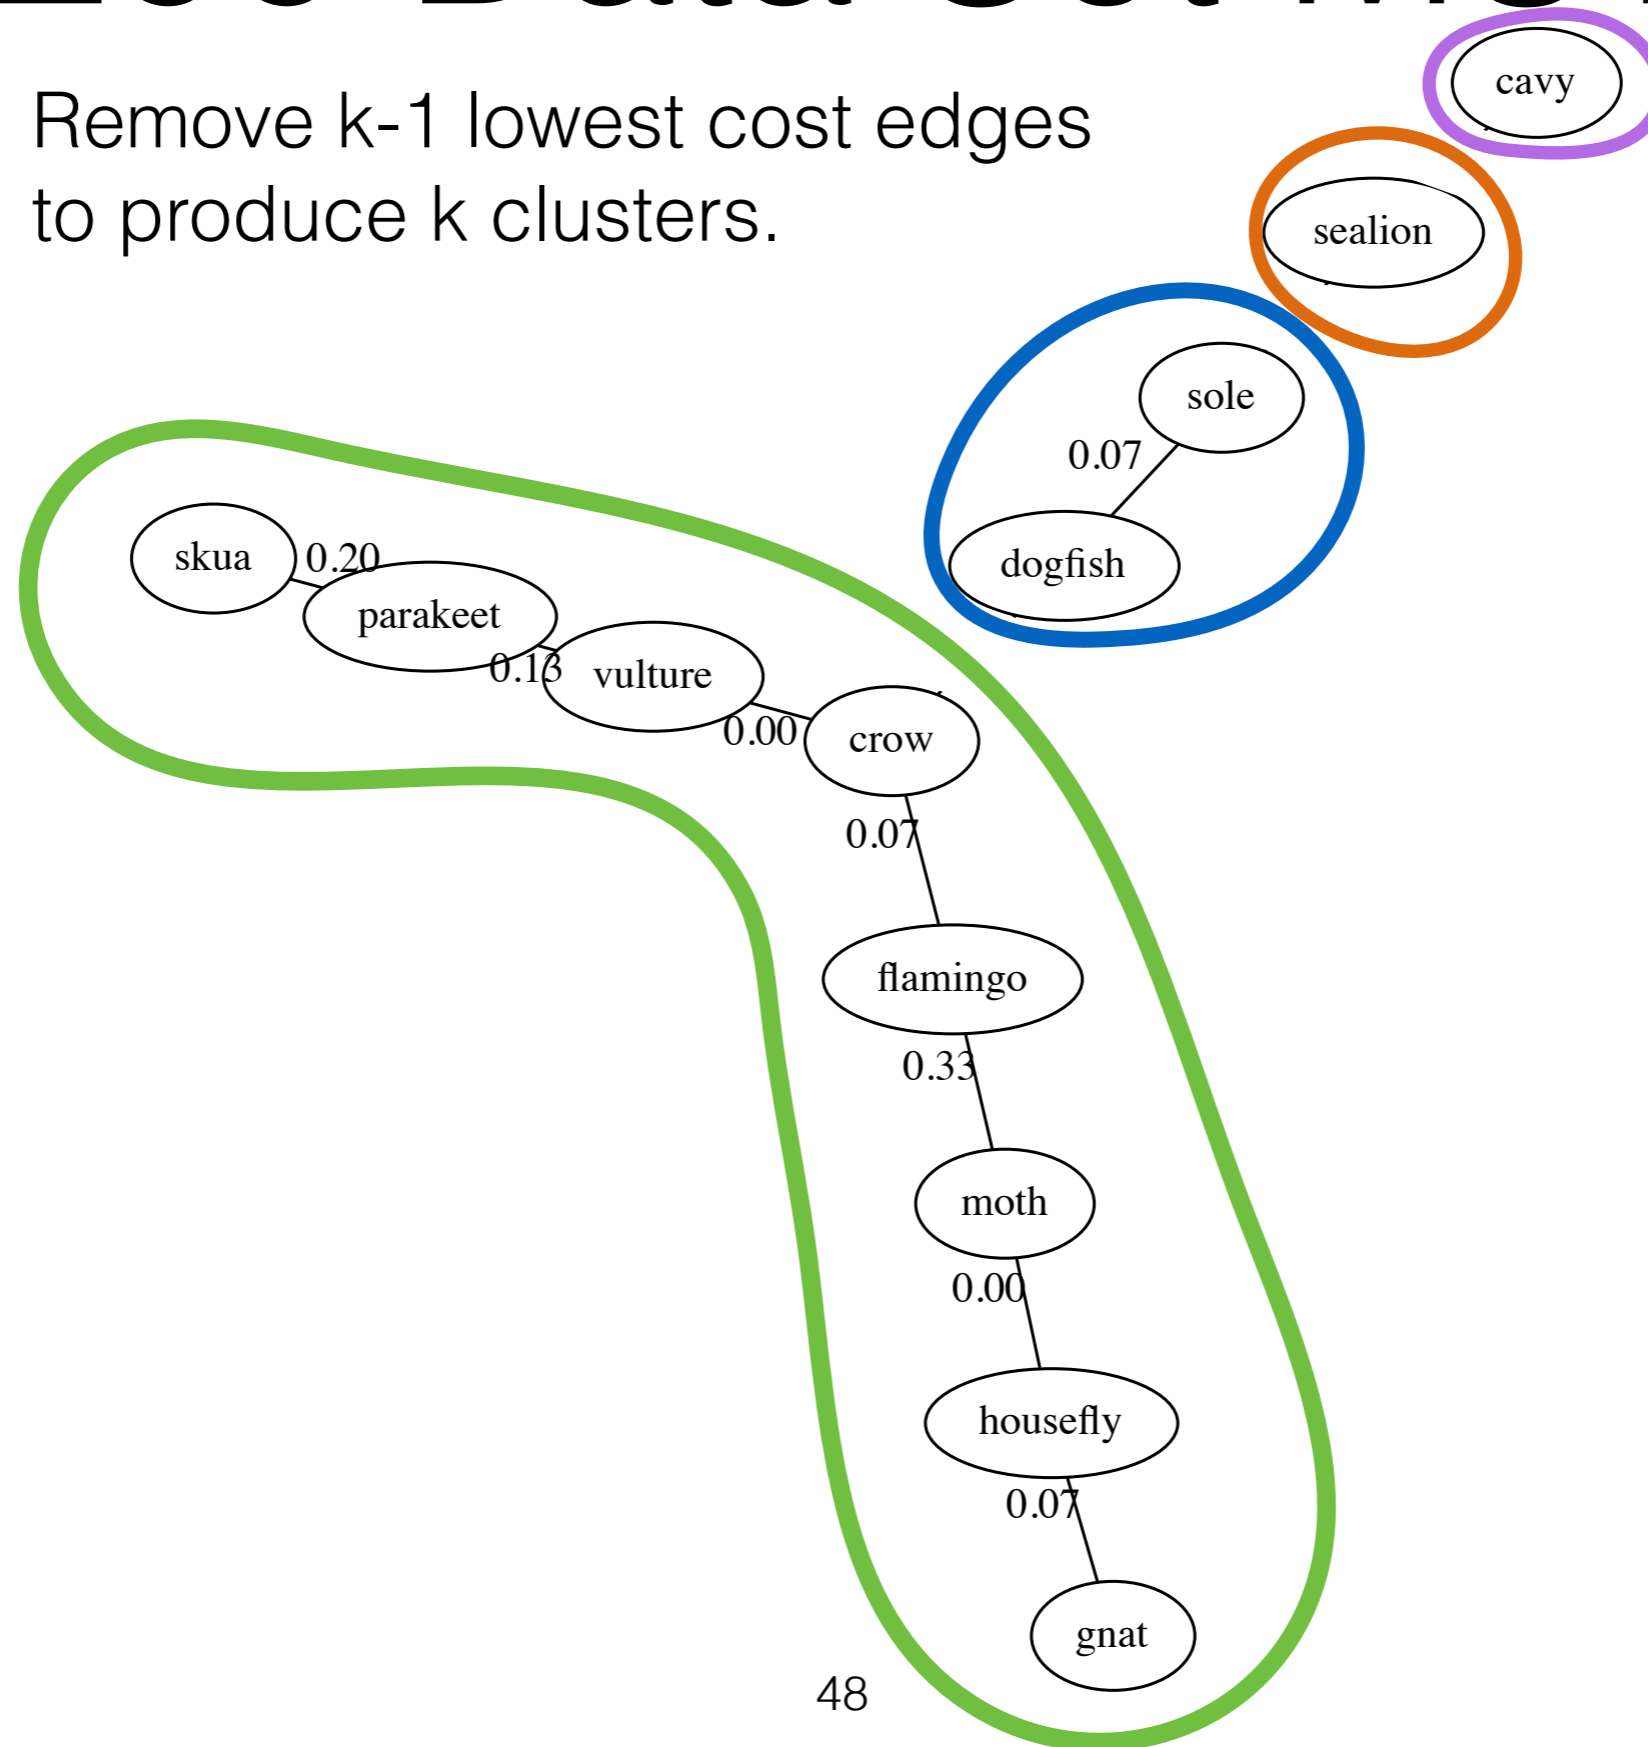 Remove k-1 lowest cost edges
to produce k clusters.
cavy
sealion
sole
0.07
dogfish
skua
0.20
parakeet
0.13
vulture
0.00
crow
0.07
flamingo
0.33
moth
0.00
housefly
0.07
gnat
48